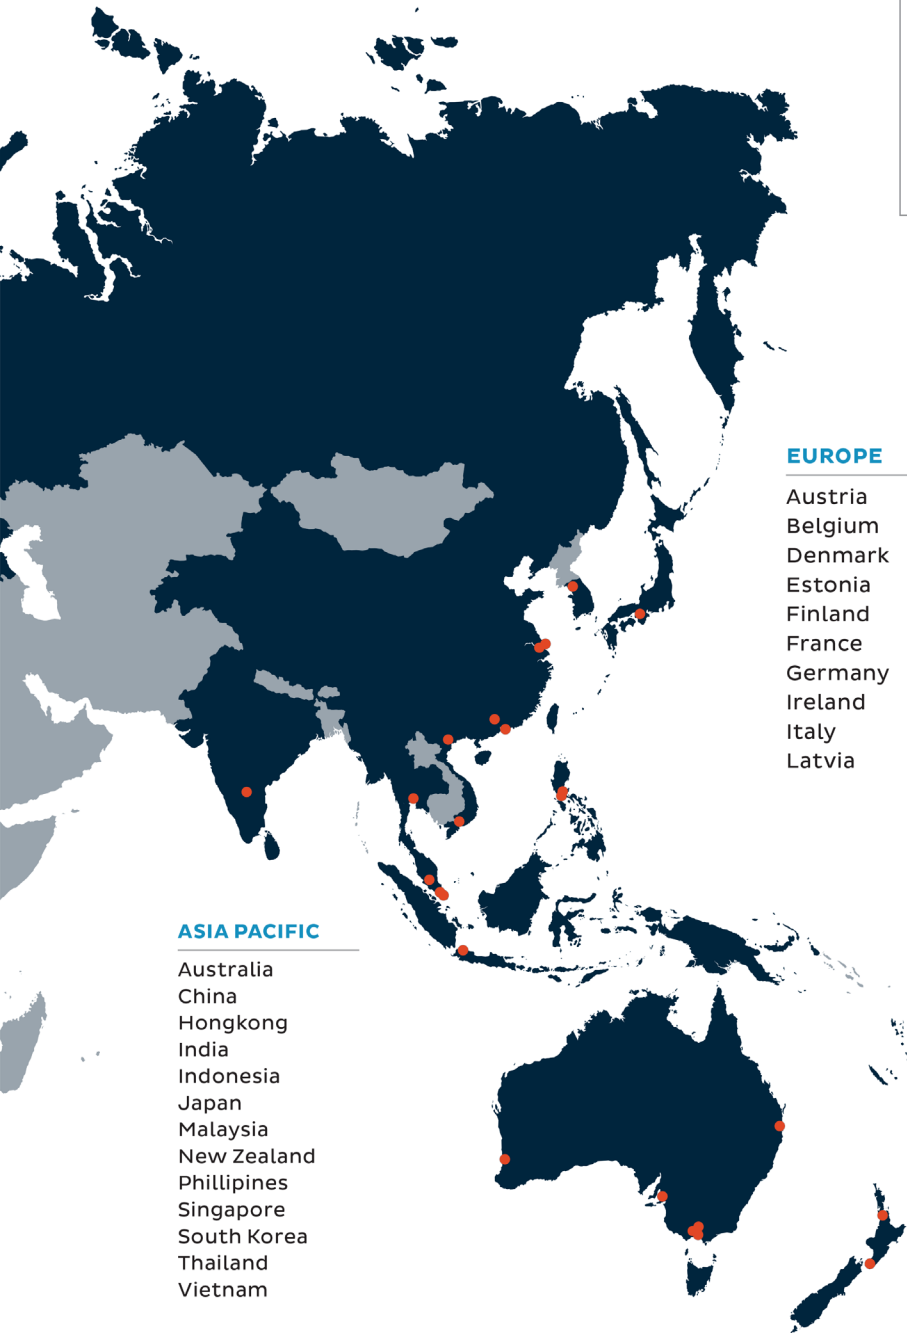 EUROPE
Austria
Belgium
Denmark
Estonia
Finland
France
Germany
Ireland
Italy
Latvia
ASIA PACIFIC
Australia
China
Hongkong
India
Indonesia
Japan
Malaysia
New Zealand
Phillipines
Singapore
South Korea
Thailand
Vietnam